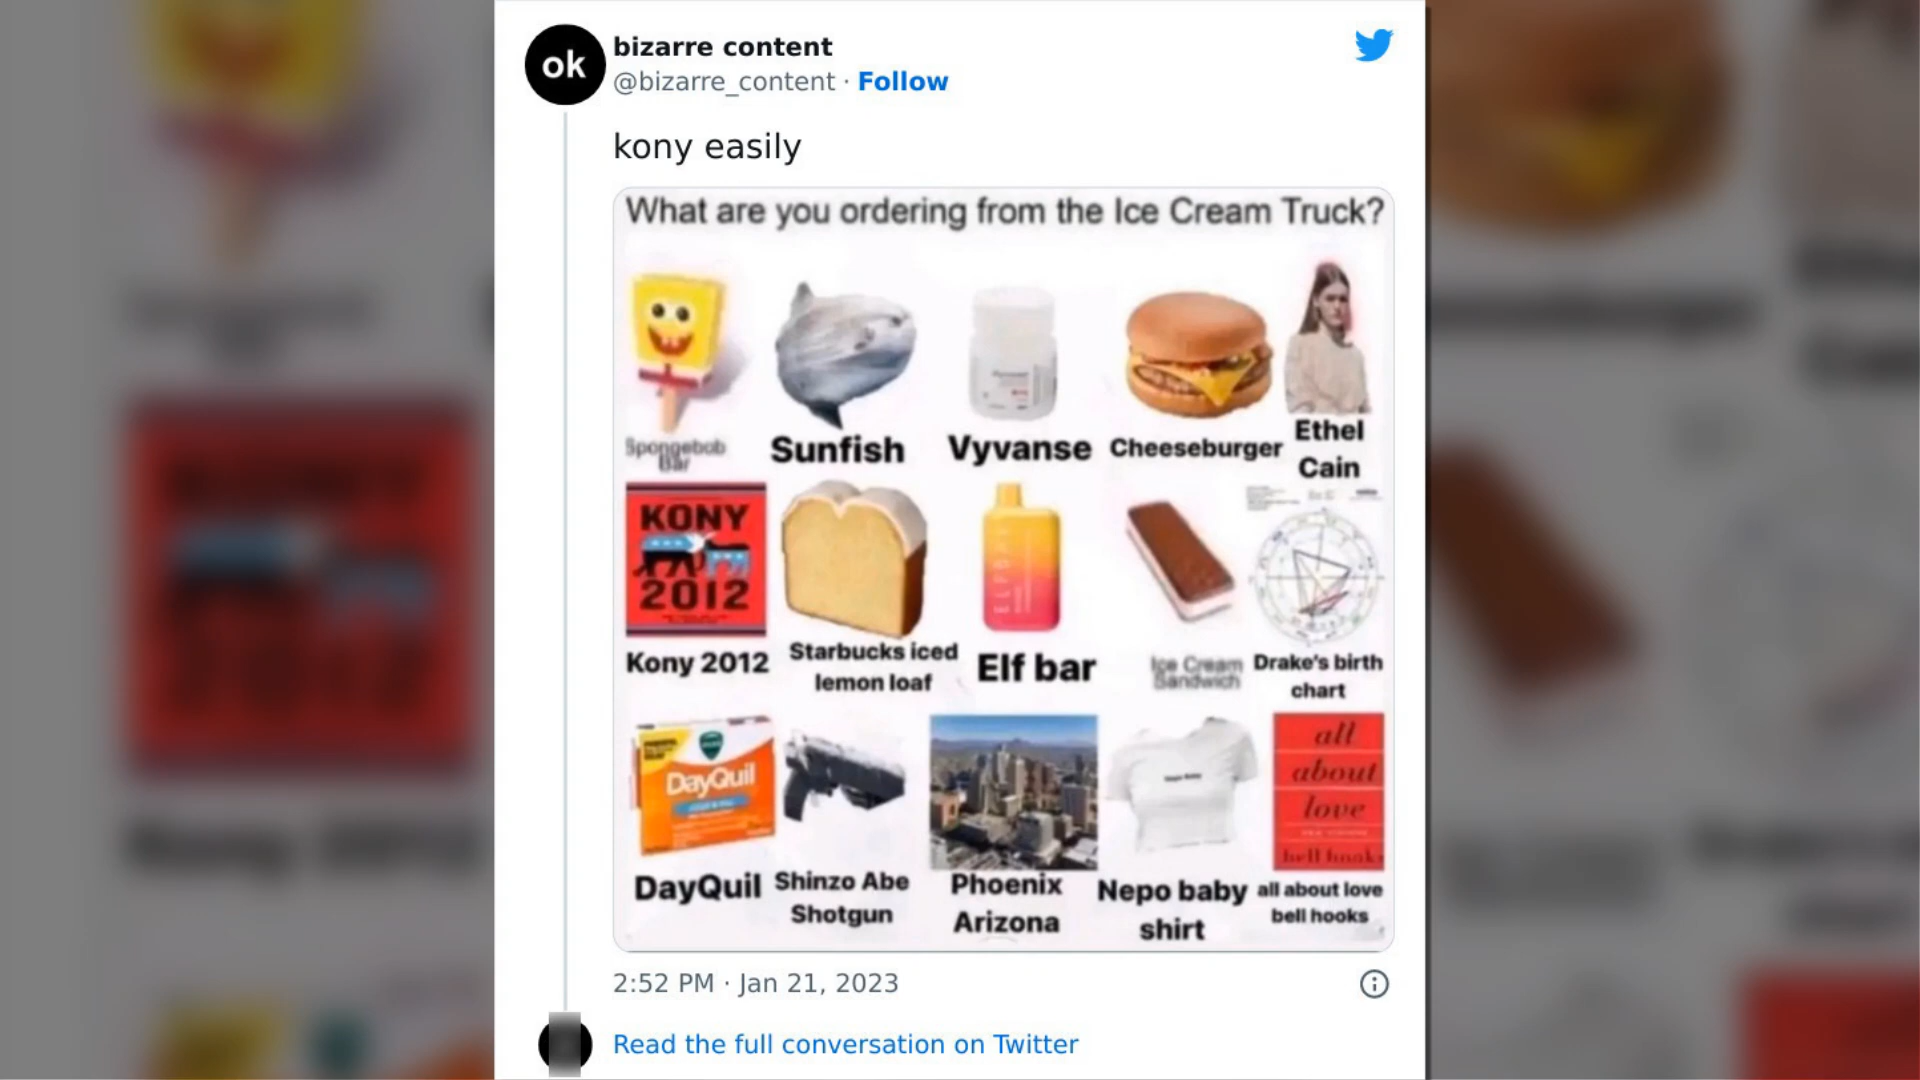 ok
bizarre content
@bizarre_content · Follow
kony easily
What are you ordering from the Ice Cream Truck?
Spongebob
Bar
Sunfish
Vyvanse
Cheeseburger
Ethel
Cain
KONY
2012
Kony 2012
Starbucks iced
lemon loaf
ELFBAR
Elf bar
Ice Cream
Sandwich
Drake's birth
chart
DayQuil
DayQuil
Shinzo Abe
Shotgun
Phoenix
Arizona
Nepo baby
shirt
all
about
love
bell hooks
all about love
bell hooks
2:52 PM · Jan 21, 2023
Read the full conversation on Twitter